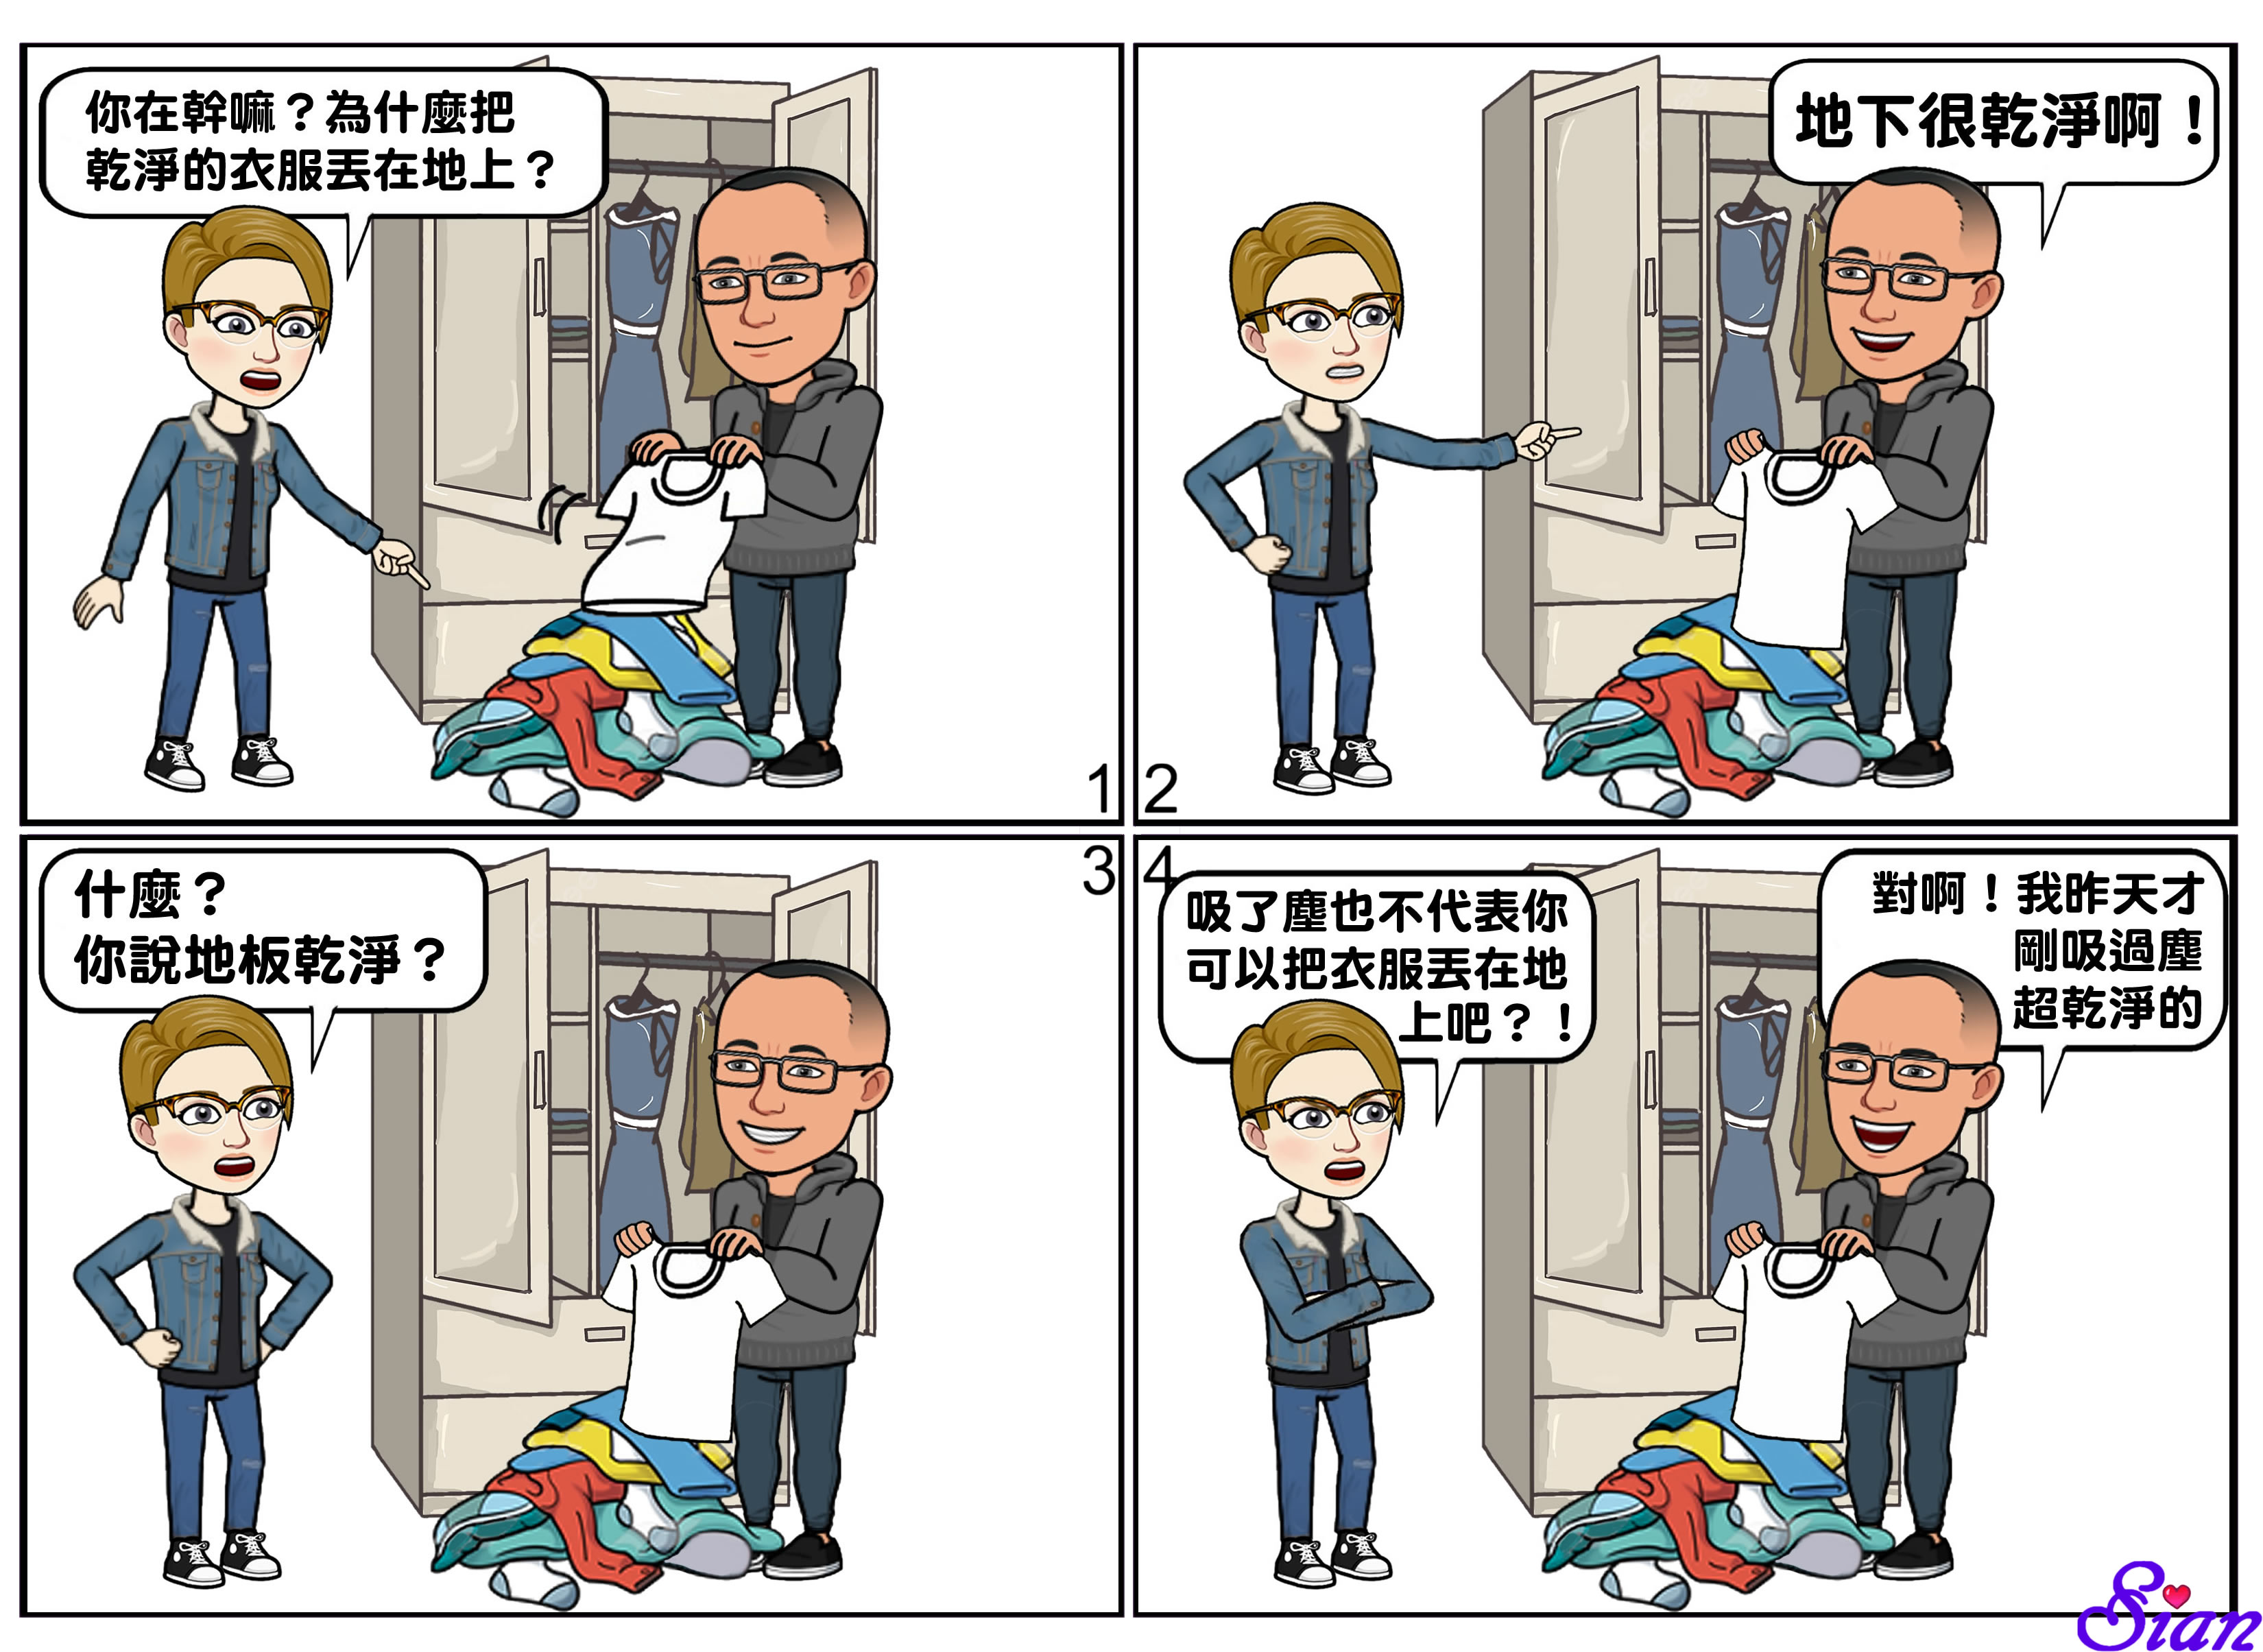 你在幹嘛？為什麼把
乾淨的衣服丟在地上？
1
地下很乾淨啊！
2
什麼？
你說地板乾淨？
3
4
吸了塵也不代表你
可以把衣服丟在地
上吧？！
對啊！我昨天才
剛吸過塵
超乾淨的
Sian